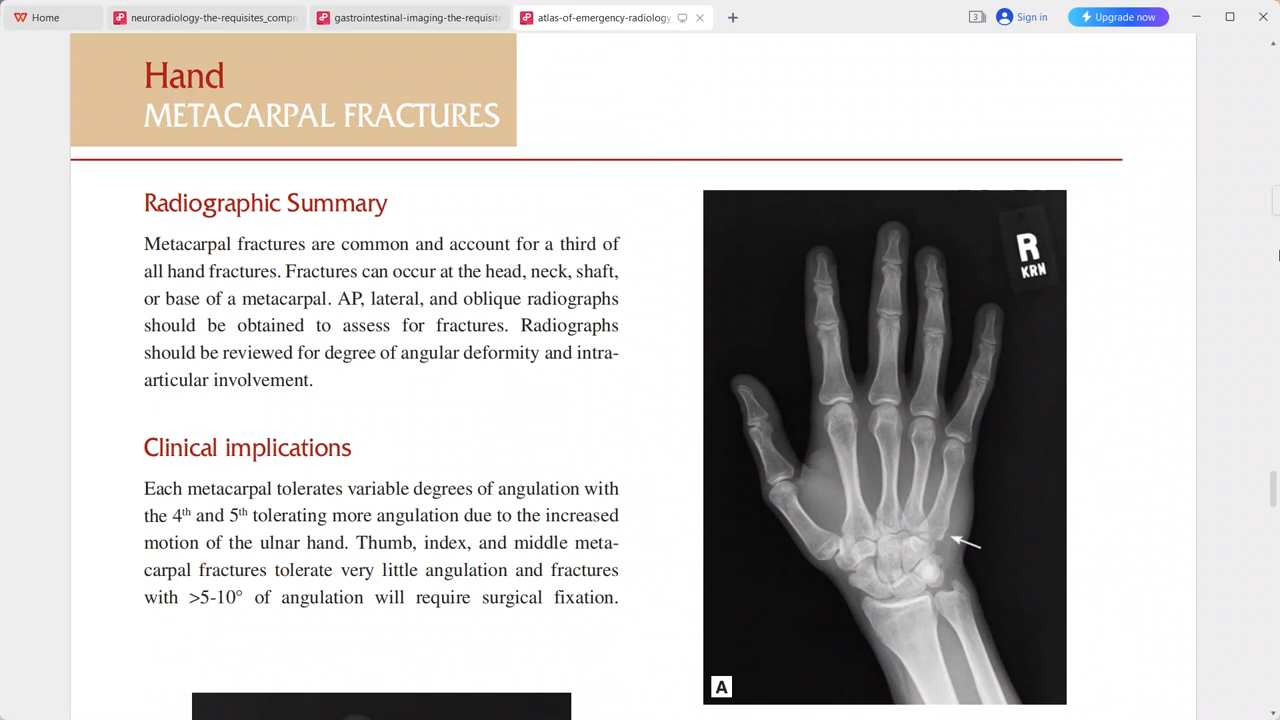 Home
neuroradiology-the-requisites_compr
gastrointestinal-imaging-the-requisite
atlas-of-emergency-radiology
3
Sign in
Upgrade now
Hand
METACARPAL FRACTURES
Radiographic Summary
Metacarpal fractures are common and account for a third of
all hand fractures. Fractures can occur at the head, neck, shaft,
or base of a metacarpal. AP, lateral, and oblique radiographs
should be obtained to assess for fractures. Radiographs
should be reviewed for degree of angular deformity and intra-
articular involvement.
Clinical implications
Each metacarpal tolerates variable degrees of angulation with
the 4th and 5th tolerating more angulation due to the increased
motion of the ulnar hand. Thumb, index, and middle meta-
carpal fractures tolerate very little angulation and fractures
with >5-10° of angulation will require surgical fixation.
R
KRN
A